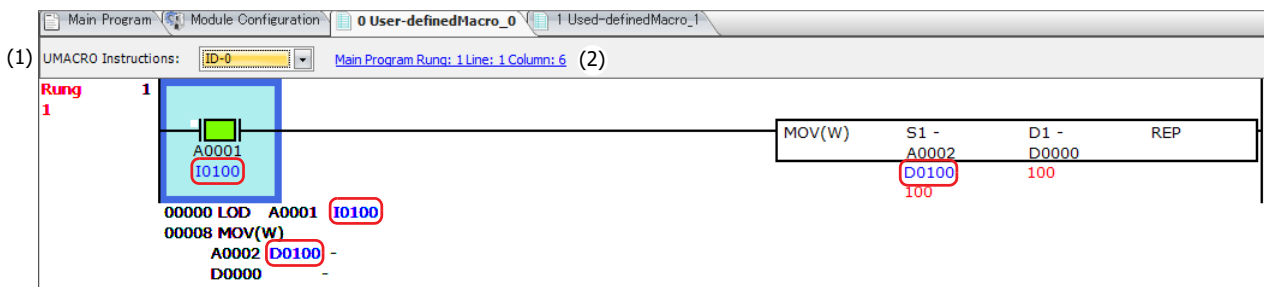 Main Program Module Configuration 0 User-definedMacro_0 1 Used-definedMacro_1
(1) UMACRO Instructions: ID-0 Main Program Rung: 1 Line: 1 Column: 6 (2)
Rung 1
1
MOV(W) S1 - D1 - REP
A0001 A0002 D0000
I0100 D0100 100
100
00000 LOD A0001 I0100
00008 MOV(W)
A0002 D0100 -
D0000 -